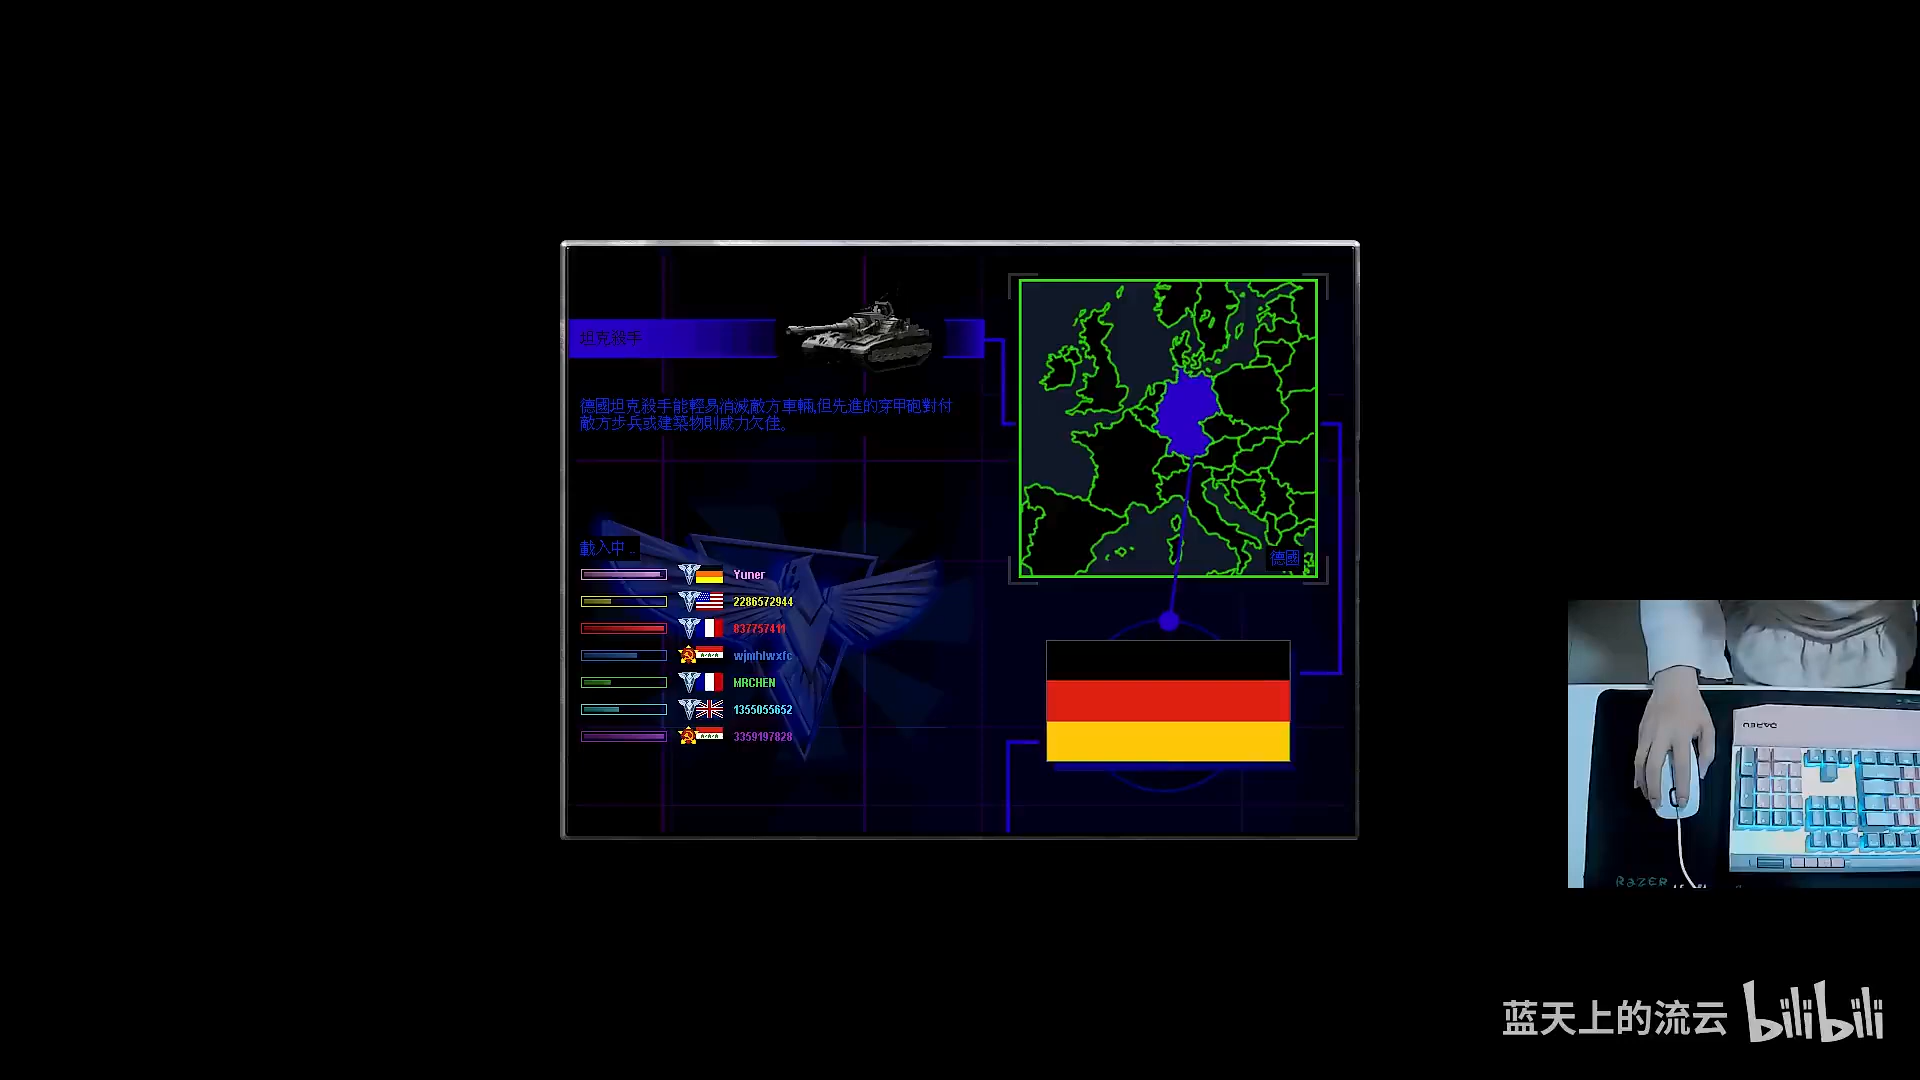 坦克殺手
德國坦克殺手能輕易消滅敵方車輛,但先進的穿甲砲對付
敵方步兵或建築物則威力欠佳。
德國
載入中..
Yuner
2286572944
837757411
wjmhlwxfc
MRCHEN
1355055652
3359197828
DAREU
RAZER
蓝天上的流云 bilibili